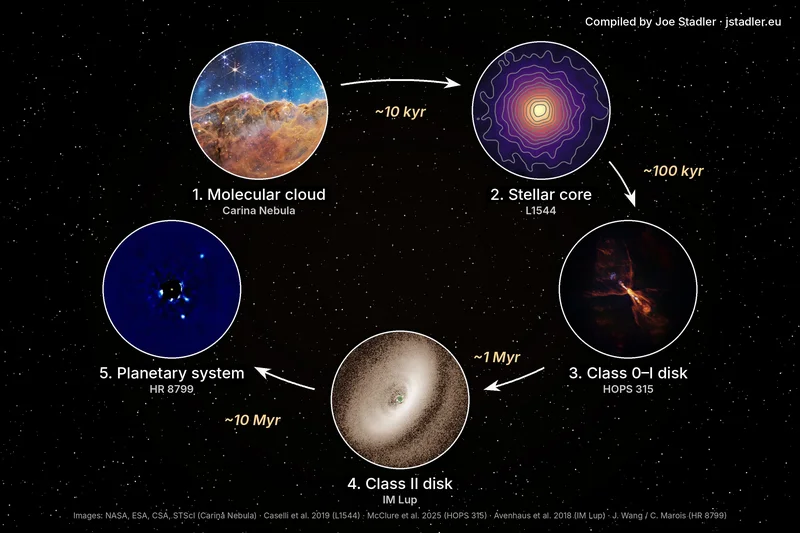 Compiled by Joe Stadler · jstadler.eu
~10 kyr
1. Molecular cloud
Carina Nebula
2. Stellar core
L1544
~100 kyr
3. Class 0–I disk
HOPS 315
~1 Myr
4. Class II disk
IM Lup
~10 Myr
5. Planetary system
HR 8799
Images: NASA, ESA, CSA, STScI (Carina Nebula) · Caselli et al. 2019 (L1544) · McClure et al. 2025 (HOPS 315) · Avenhaus et al. 2018 (IM Lup) · J. Wang / C. Marois (HR 8799)